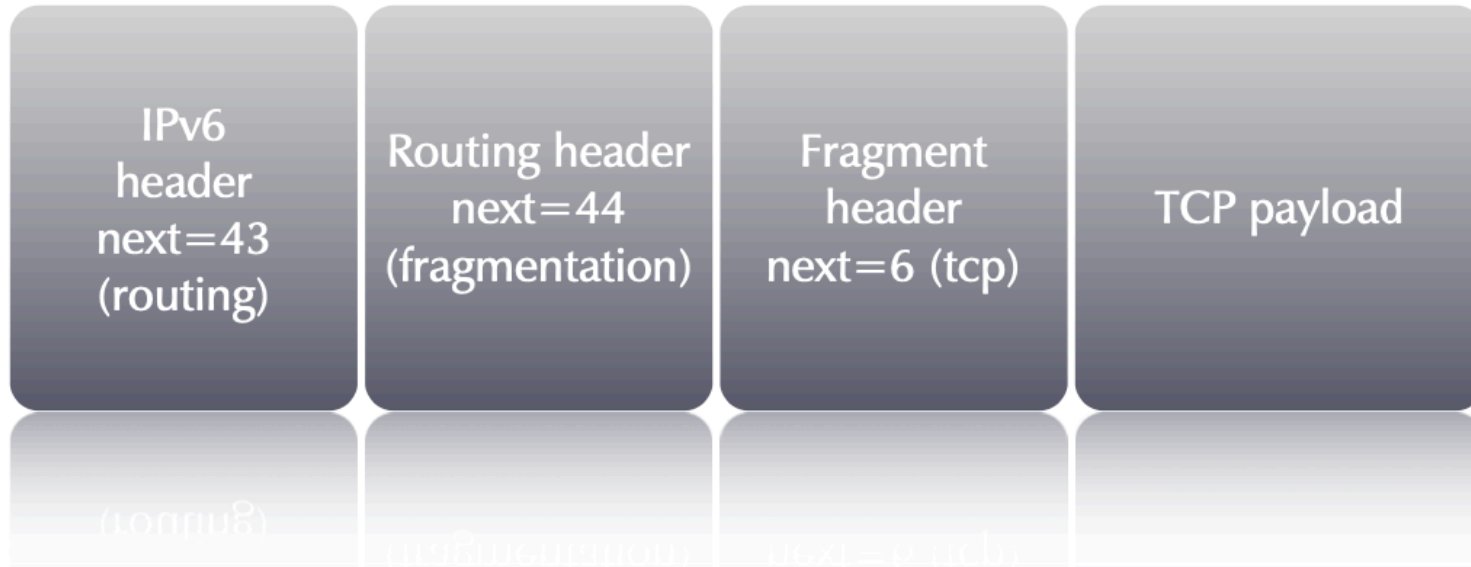 IPv6
header
next=43
(routing)
Routing header
next=44
(fragmentation)
Fragment
header
next=6 (tcp)
TCP payload